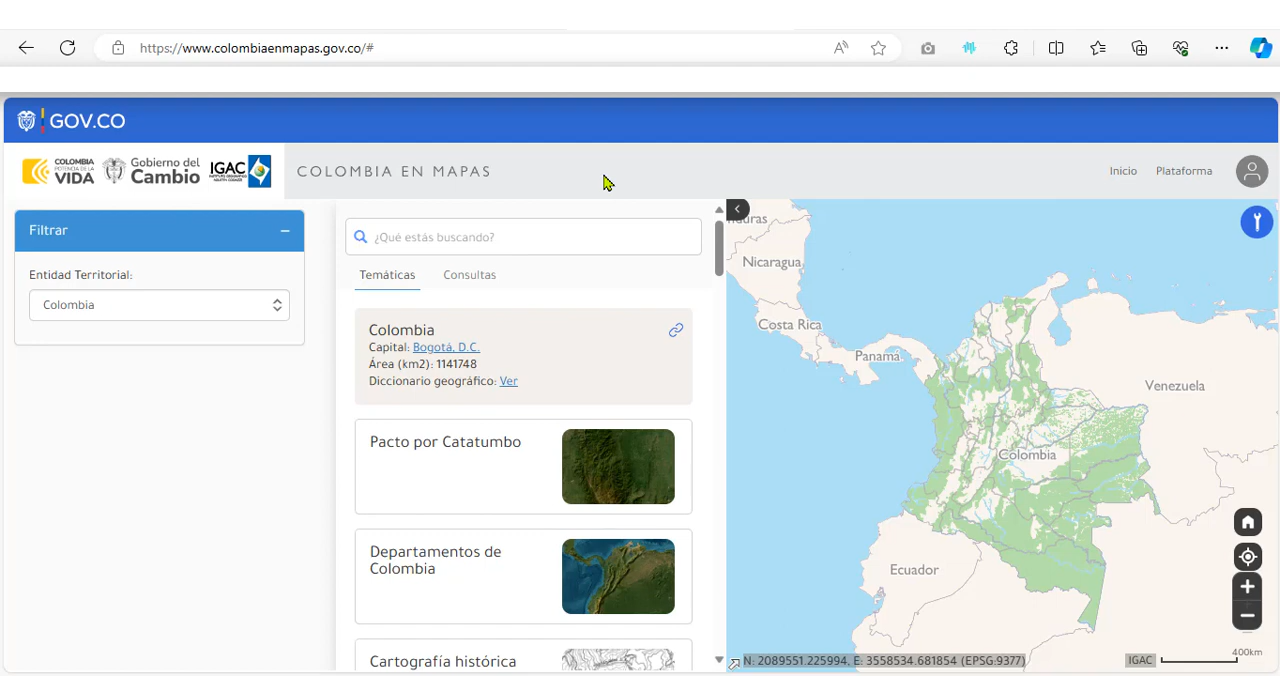 https://www.colombiaenmapas.gov.co/#
GOV.CO
COLOMBIA
POTENCIA DE LA
VIDA
Gobierno del
Cambio
IGAC
COLOMBIA EN MAPAS
Inicio
Plataforma
Filtrar
Entidad Territorial:
Colombia
¿Qué estás buscando?
Temáticas
Consultas
Colombia
Capital: Bogotá, D.C.
Área (km2): 1141748
Diccionario geográfico: Ver
Pacto por Catatumbo
Departamentos de
Colombia
Cartografía histórica
duras
Nicaragua
Costa Rica
Panamá
Venezuela
Colombia
Ecuador
N: 2089551.225994, E: 3558534.681854 (EPSG:9377)
IGAC
400km